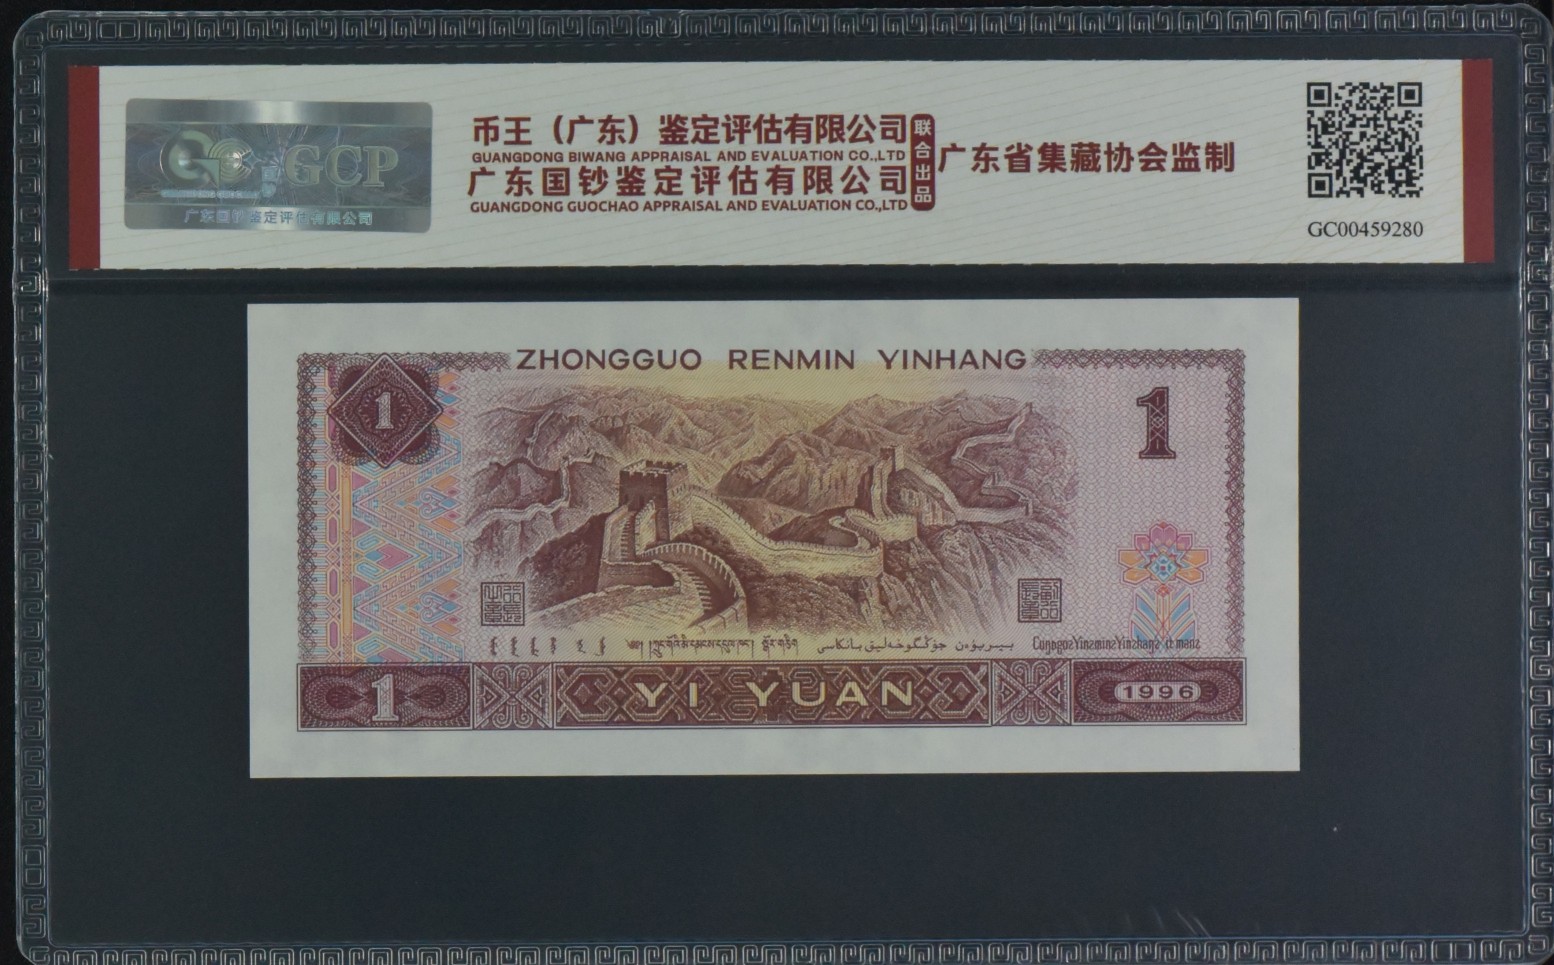 GCP
广东国钞鉴定评估有限公司
币王（广东）鉴定评估有限公司
GUANGDONG BIWANG APPRAISAL AND EVALUATION CO.,LTD
广东国钞鉴定评估有限公司
GUANGDONG GUOCHAO APPRAISAL AND EVALUATION CO.,LTD
联合出品
广东省集藏协会监制
GC00459280
ZHONGGUO RENMIN YINHANG
1
1
1
YI YUAN
1996